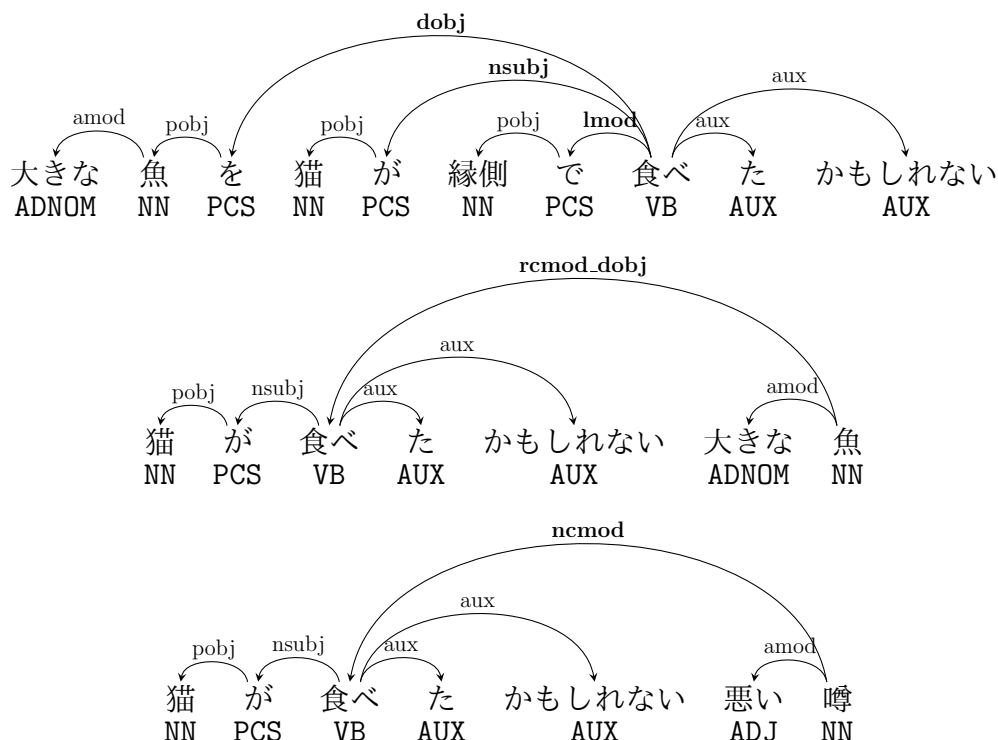 dobj
nsubj
aux
amod pobj pobj pobj lmod aux
大きな 魚 を 猫 が 縁側 で 食べ た かもしれない
ADNOM NN PCS NN PCS NN PCS VB AUX AUX
rcmod_dobj
aux
pobj nsubj aux amod
猫 が 食べ た かもしれない 大きな 魚
NN PCS VB AUX AUX ADNOM NN
ncmod
aux
pobj nsubj aux amod
猫 が 食べ た かもしれない 悪い 噂
NN PCS VB AUX AUX ADJ NN